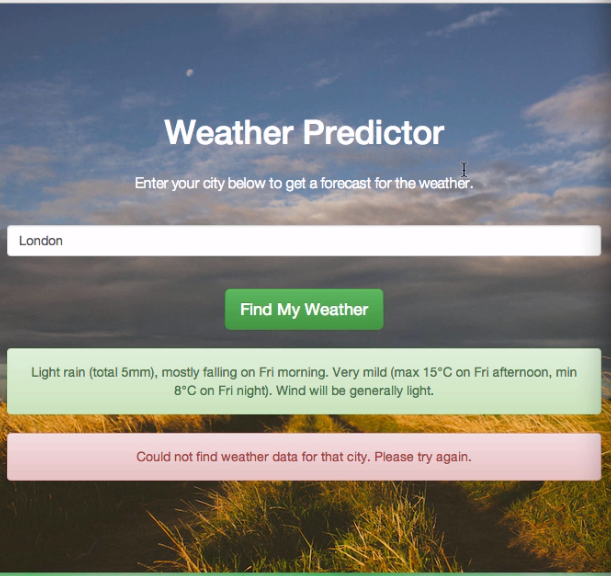 Weather Predictor
Enter your city below to get a forecast for the weather.
London
Find My Weather
Light rain (total 5mm), mostly falling on Fri morning. Very mild (max 15°C on Fri afternoon, min
8°C on Fri night). Wind will be generally light.
Could not find weather data for that city. Please try again.